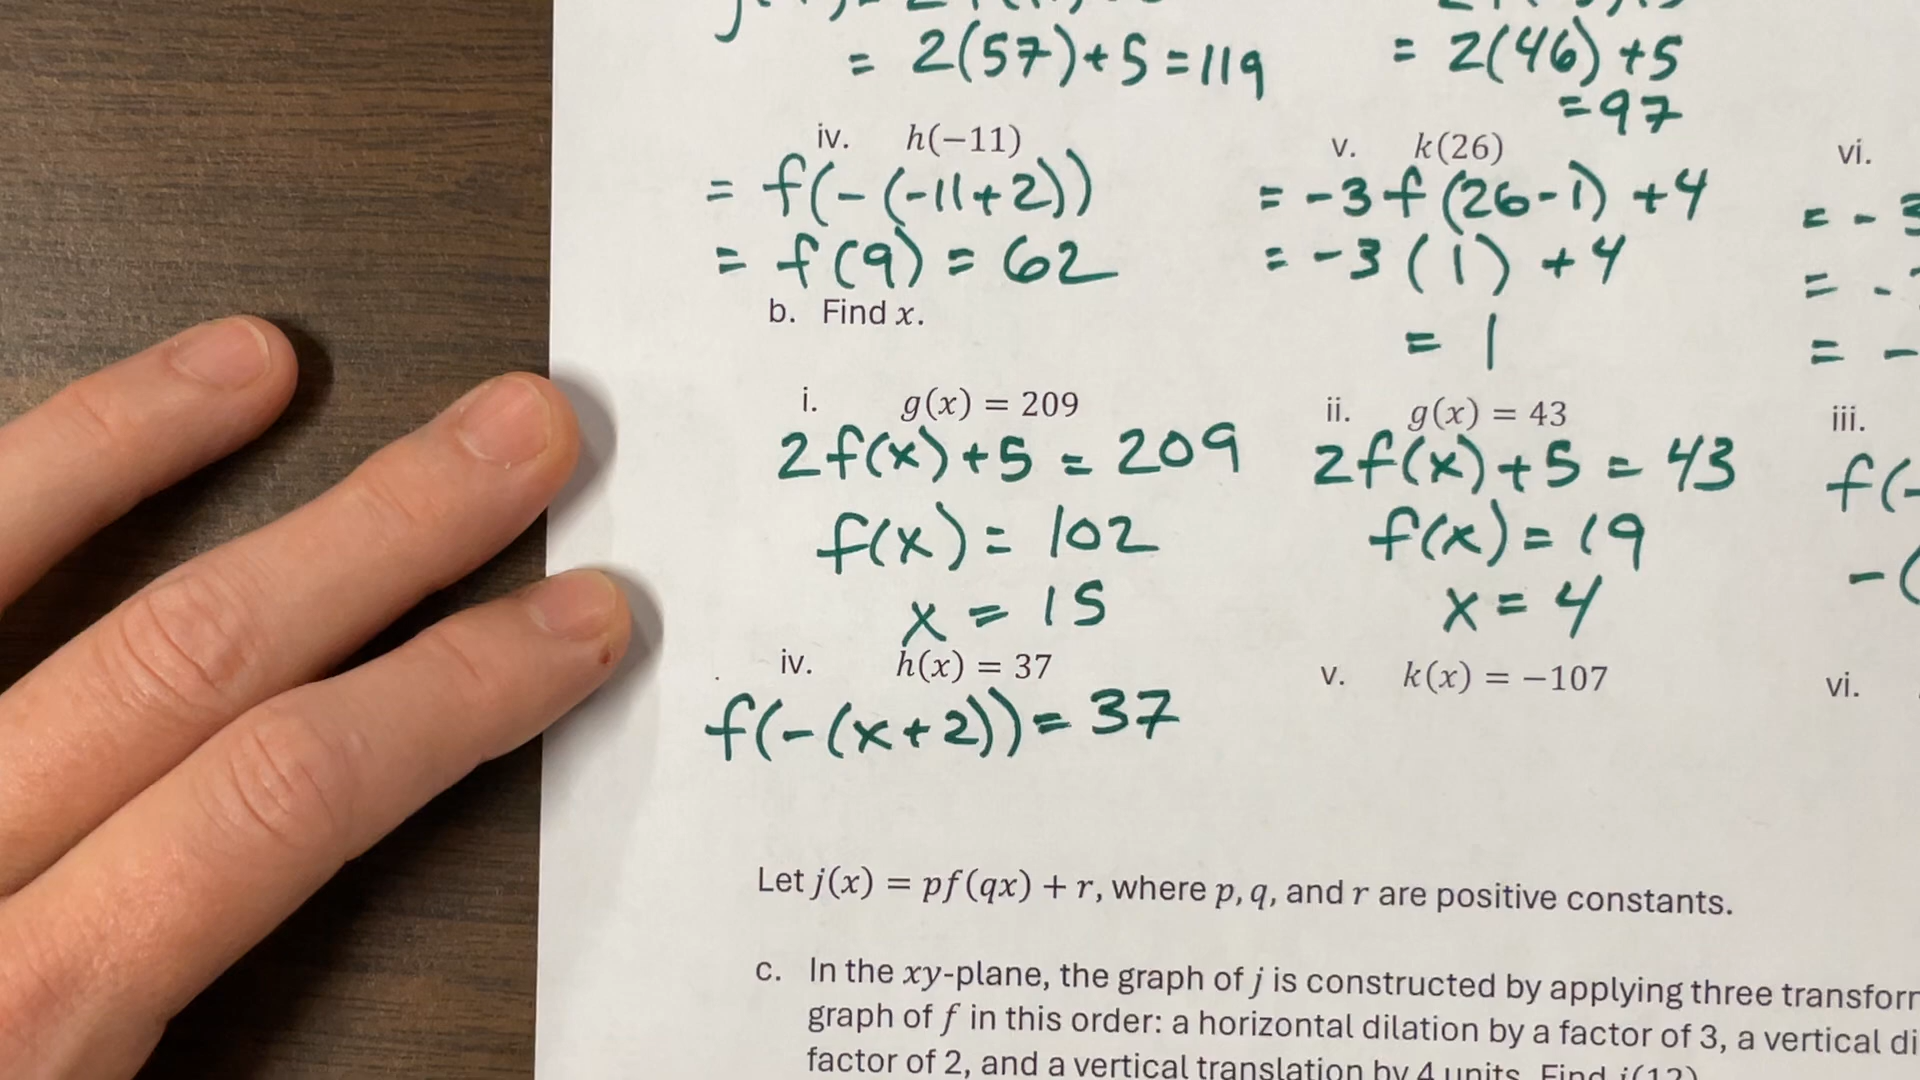 = 2(57)+5 = 119
= 2(46)+5
= 97
iv. h(−11)
= f(-(-11+2))
= f(9) = 62
v. k(26)
= -3f(26-1)+4
= -3(1)+4
= 1
vi.
= -3
= -
= -
b. Find x.
i. g(x) = 209
2f(x)+5 = 209
f(x) = 102
x = 15
ii. g(x) = 43
2f(x)+5 = 43
f(x) = 19
x = 4
iii.
f(-
-(
iv. h(x) = 37
f(-(x+2)) = 37
v. k(x) = −107
vi.
Let j(x) = pf(qx) + r, where p, q, and r are positive constants.
c. In the xy-plane, the graph of j is constructed by applying three transfor
graph of f in this order: a horizontal dilation by a factor of 3, a vertical di
factor of 2, and a vertical translation by 4 units. Find j(12)